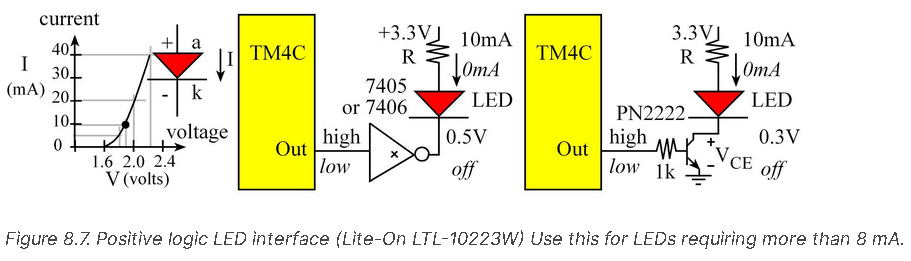 current
I
(mA)
40
30
20
10
0
1.6 2.0 2.4
V (volts)
voltage
+ a
- k
I
TM4C
Out
high
low
7405
or 7406
×
+3.3V
R
10mA
0mA
LED
0.5V
off
TM4C
Out
high
low
1k
PN2222
3.3V
R
10mA
0mA
LED
0.3V
+
VCE
-
off
Figure 8.7. Positive logic LED interface (Lite-On LTL-10223W) Use this for LEDs requiring more than 8 mA.